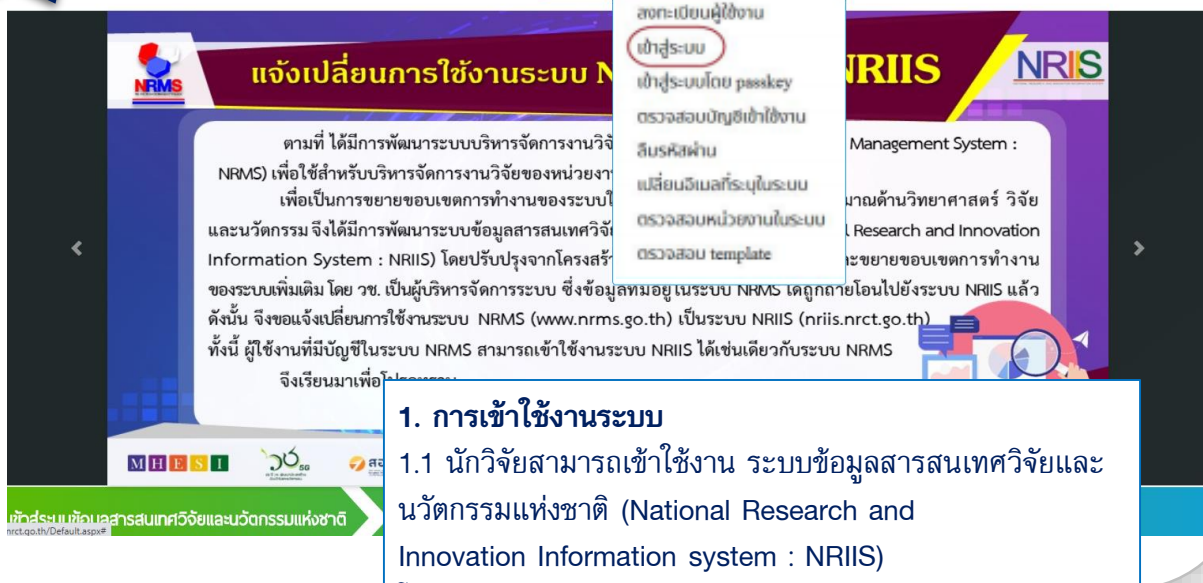 ลงทะเบียนผู้ใช้งาน
เข้าสู่ระบบ
เข้าสู่ระบบโดย passkey
ตรวจสอบบัญชีเข้าใช้งาน
ลืมรหัสผ่าน
เปลี่ยนอีเมลที่ระบุในระบบ
ตรวจสอบหน่วยงานในระบบ
ตรวจสอบ template
NRMS
แจ้งเปลี่ยนการใช้งานระบบ N
NRIIS
ตามที่ ได้มีการพัฒนาระบบบริหารจัดการงานวิจั Management System :
NRMS) เพื่อใช้สำหรับบริหารจัดการงานวิจัยของหน่วยงา
เพื่อเป็นการขยายขอบเขตการทำงานของระบบใ มาณด้านวิทยาศาสตร์ วิจัย
และนวัตกรรม จึงได้มีการพัฒนาระบบข้อมูลสารสนเทศวิจั Research and Innovation
Information System : NRIIS) โดยปรับปรุงจากโครงสร้ ะขยายขอบเขตการทำงาน
ของระบบเพิ่มเติม โดย วช. เป็นผู้บริหารจัดการระบบ ซึ่งข้อมูลที่มีอยู่ในระบบ NRMS ได้ถูกถ่ายโอนไปยังระบบ NRIIS แล้ว
ดังนั้น จึงขอแจ้งเปลี่ยนการใช้งานระบบ NRMS (www.nrms.go.th) เป็นระบบ NRIIS (nriis.nrct.go.th)
ทั้งนี้ ผู้ใช้งานที่มีบัญชีในระบบ NRMS สามารถเข้าใช้งานระบบ NRIIS ได้เช่นเดียวกับระบบ NRMS
จึงเรียนมาเพื่อโปรดทราบ
MHESI
วช
5G
เข้าสู่ระบบข้อมูลสารสนเทศวิจัยและนวัตกรรมแห่งชาติ
nrct.go.th/Default.aspx#
1. การเข้าใช้งานระบบ
1.1 นักวิจัยสามารถเข้าใช้งาน ระบบข้อมูลสารสนเทศวิจัยและ
นวัตกรรมแห่งชาติ (National Research and
Innovation Information system : NRIIS)